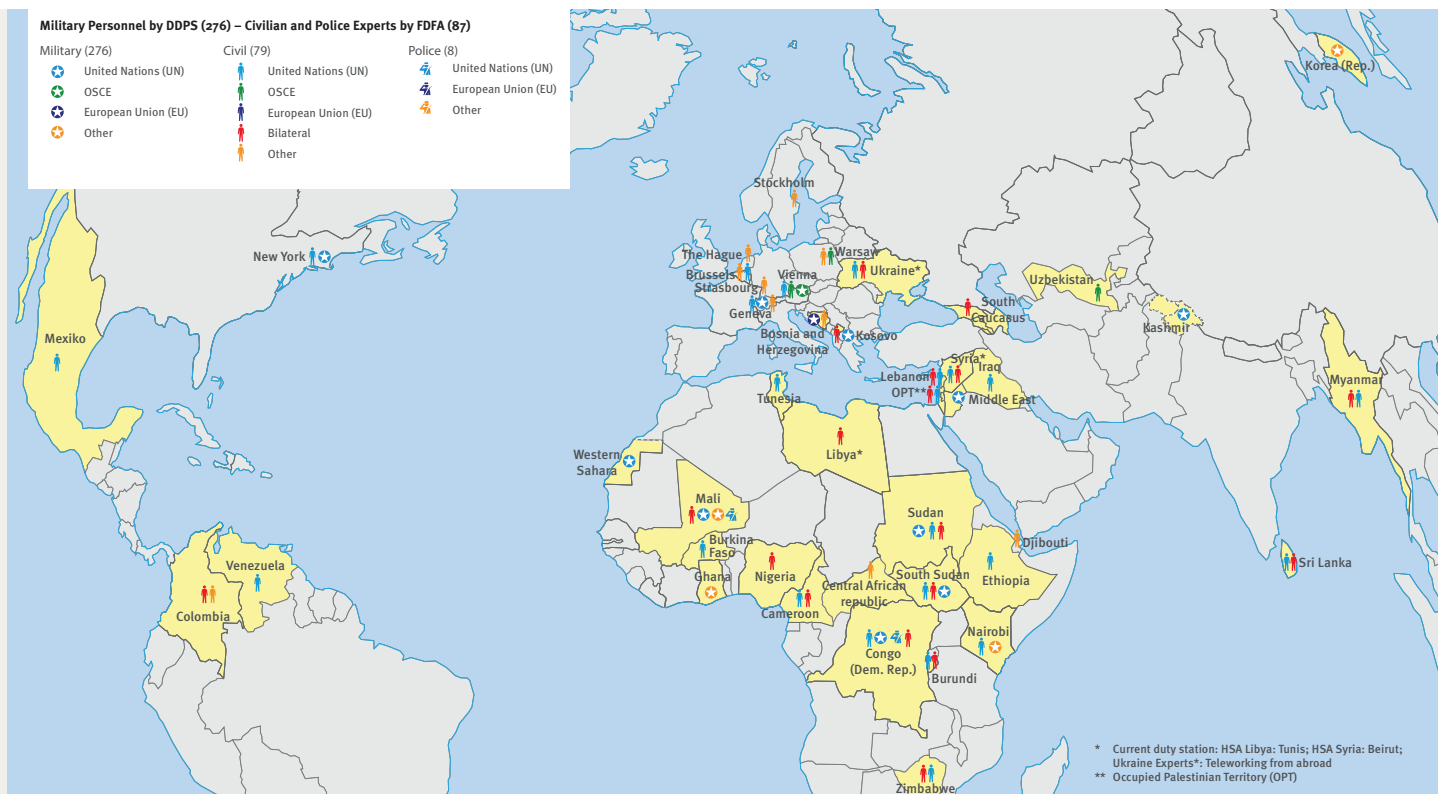 Military Personnel by DDPS (276) – Civilian and Police Experts by FDFA (87)
Military (276)
United Nations (UN)
OSCE
European Union (EU)
Other
Civil (79)
United Nations (UN)
OSCE
European Union (EU)
Bilateral
Other
Police (8)
United Nations (UN)
European Union (EU)
Other
Korea (Rep.)
Stockholm
New York
The Hague
Warsaw
Brussels
Vienna
Ukraine*
Strasbourg
Uzbekistan
Geneva
South
Caucasus
Kashmir
Bosnia and
Herzegovina
Kosovo
Mexiko
Syria*
Iraq
Lebanon
OPT**
Middle East
Tunesia
Myanmar
Libya*
Western
Sahara
Mali
Sudan
Burkina
Faso
Djibouti
Venezuela
Ghana
Nigeria
South Sudan
Ethiopia
Sri Lanka
Central African
republic
Colombia
Cameroon
Nairobi
Congo
(Dem. Rep.)
Burundi
Zimbabwe
* Current duty station: HSA Libya: Tunis; HSA Syria: Beirut;
Ukraine Experts*: Teleworking from abroad
** Occupied Palestinian Territory (OPT)